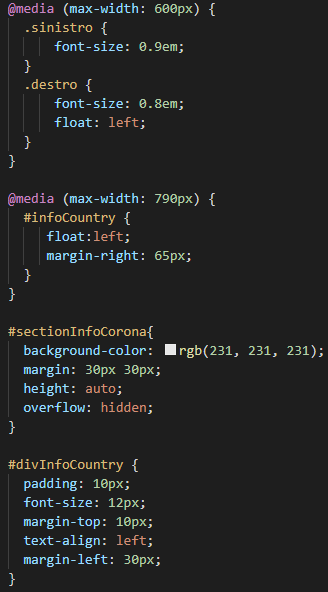 @media (max-width: 600px) {
  .sinistro {
      font-size: 0.9em;
  }
  .destro {
      font-size: 0.8em;
      float: left;
  }
}

@media (max-width: 790px) {
  #infoCountry {
     float:left;
     margin-right: 65px;
  }
}

#sectionInfoCorona{
  background-color: rgb(231, 231, 231);
  margin: 30px 30px;
  height: auto;
  overflow: hidden;
}

#divInfoCountry {
  padding: 10px;
  font-size: 12px;
  margin-top: 10px;
  text-align: left;
  margin-left: 30px;
}